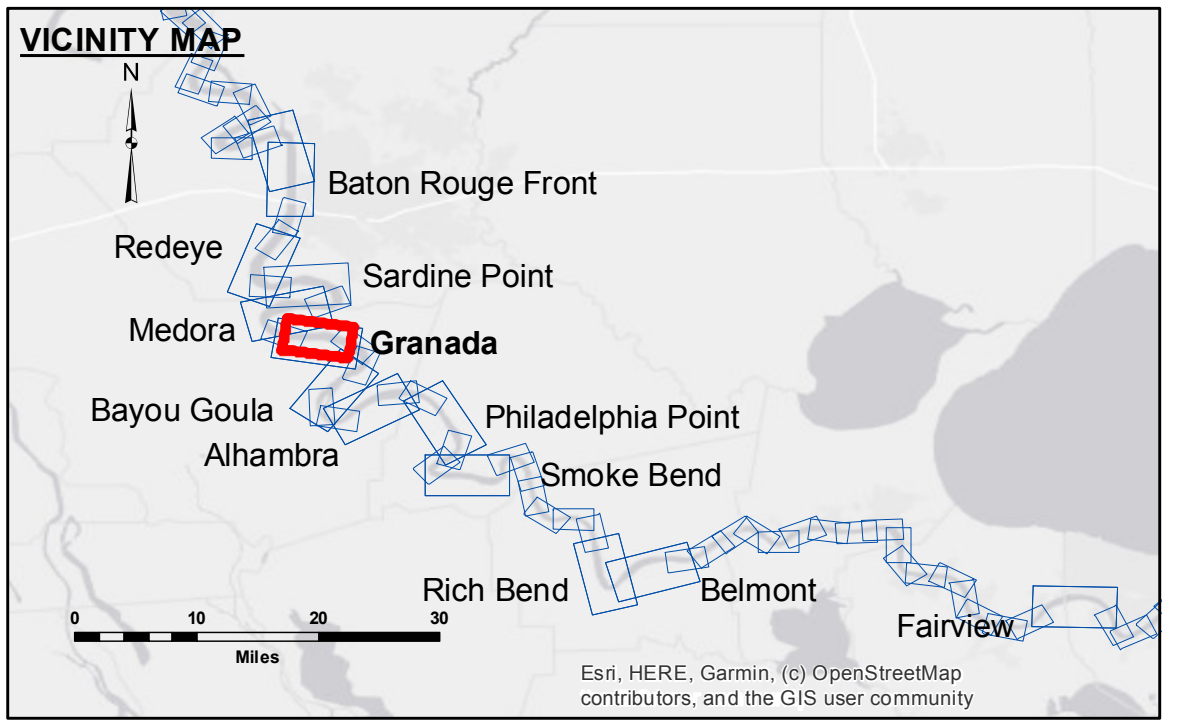 VICINITY MAP
N
Baton Rouge Front
Redeye
Sardine Point
Medora
Granada
Bayou Goula
Philadelphia Point
Alhambra
Smoke Bend
Rich Bend
Belmont
Fairview
0 10 20 30
Miles
Esri, HERE, Garmin, (c) OpenStreetMap
contributors, and the GIS user community